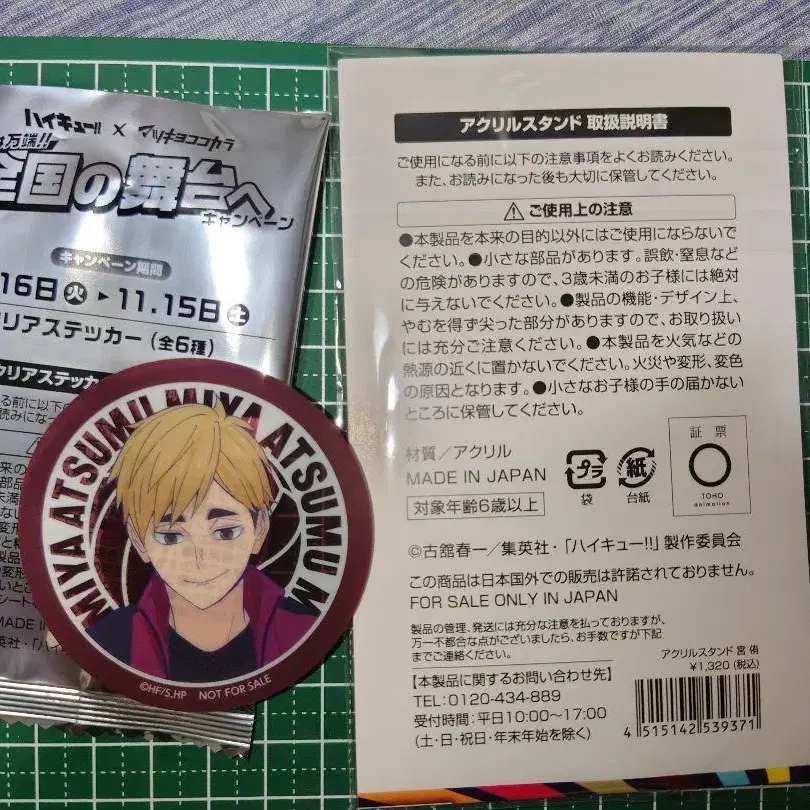 ハイキュー!! × マツキヨココカラ
万端!!
全国の舞台へ
キャンペーン
キャンペーン期間
16日(火)▶11.15日(土)
リアステッカー(全6種)
クリアステッカ
MIYA ATSUMU MIYA ATSUMU M
©HF/S.HP NOT FOR SALE
MADE I
アクリルスタンド 取扱説明書
ご使用になる前に以下の注意事項をよくお読みください。
また、お読みになった後も大切に保管してください。
⚠ご使用上の注意
●本製品を本来の目的以外にはご使用にならないで
ください。●小さな部品があります。誤飲・窒息など
の危険がありますので、3歳未満のお子様には絶対
に与えないでください。●製品の機能・デザイン上、
やむを得ず尖った部分がありますので、お取り扱い
には充分ご注意ください。●本製品を火気などの
熱源の近くに置かないでください。火災や変形、変色
の原因となります。●小さなお子様の手の届かない
ところに保管してください。
材質/アクリル
MADE IN JAPAN
対象年齢6歳以上
プラ
袋
紙
台紙
証 票
TOHO
animation
©古舘春一/集英社・「ハイキュー!!」製作委員会
この商品は日本国外での販売は許諾されておりません。
FOR SALE ONLY IN JAPAN
製品の管理、発送には充分な注意を払っておりますが、
万一不都合な点がございましたら、お手数ですが下記
までご連絡ください。
【本製品に関するお問い合わせ先】
TEL:0120-434-889
受付時間:平日10:00~17:00
(土・日・祝日・年末年始を除く)
アクリルスタンド 宮 侑
¥1,320(税込)
4 515142 539371